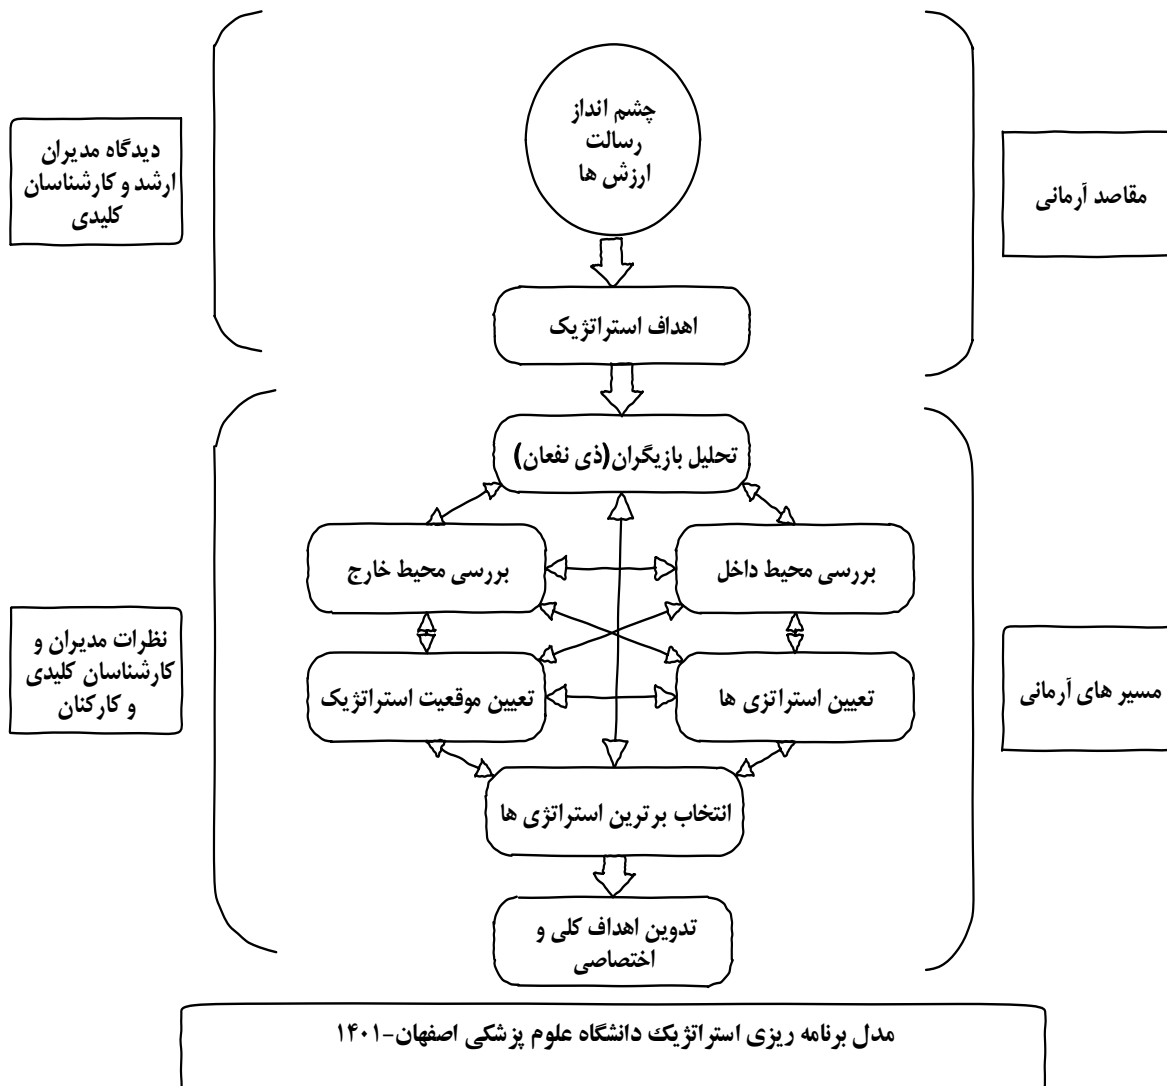 چشم انداز
رسالت
ارزش ها
دیدگاه مدیران
ارشد و کارشناسان
کلیدی
مقاصد آرمانی
اهداف استراتژیک
تحلیل بازیگران(ذی نفعان)
بررسی محیط داخل
بررسی محیط خارج
نظرات مدیران و
کارشناسان کلیدی
و کارکنان
مسیر های آرمانی
تعیین استراتزی ها
تعیین موقعیت استراتژیک
انتخاب برترین استراتژی ها
تدوین اهداف کلی و
اختصاصی
مدل برنامه ریزی استراتژیک دانشگاه علوم پزشکی اصفهان-۱۴۰۱